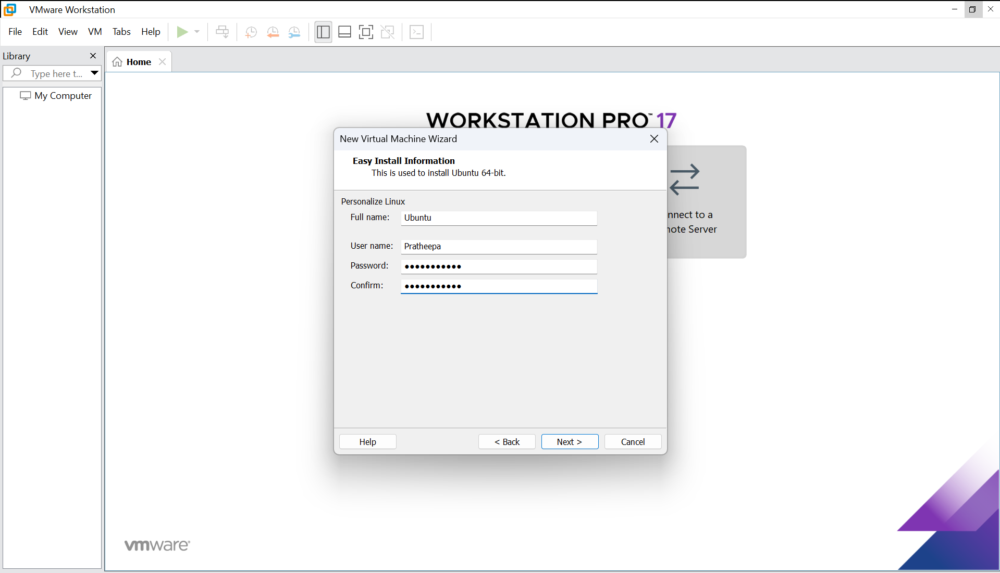 VMware Workstation
File Edit View VM Tabs Help
Library
Type here t...
My Computer
Home
WORKSTATION PRO™ 17
New Virtual Machine Wizard
Easy Install Information
This is used to install Ubuntu 64-bit.
Personalize Linux
Full name: Ubuntu
User name: Pratheepa
Password: ●●●●●●●●●●●
Confirm: ●●●●●●●●●●●
nnect to a
note Server
Help < Back Next > Cancel
vmware®